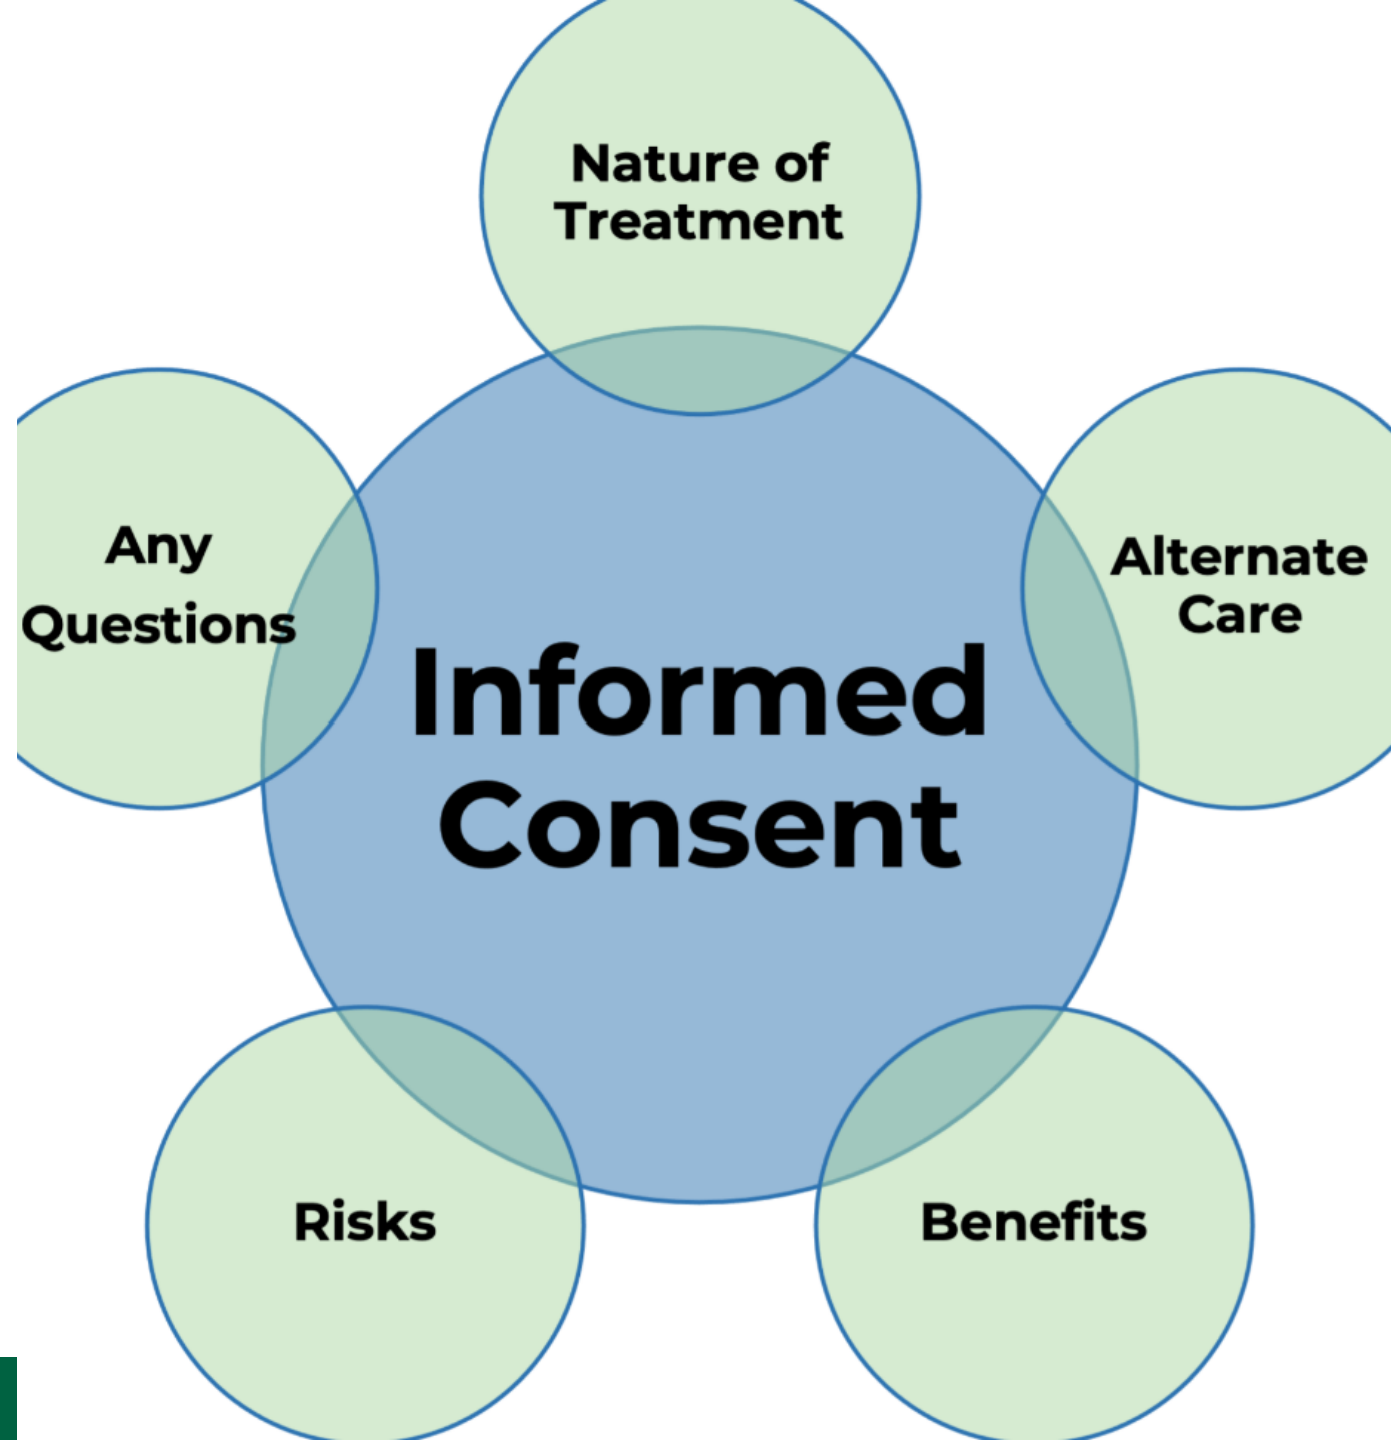 Nature of
Treatment
Any
Questions
Alternate
Care
Informed
Consent
Risks
Benefits